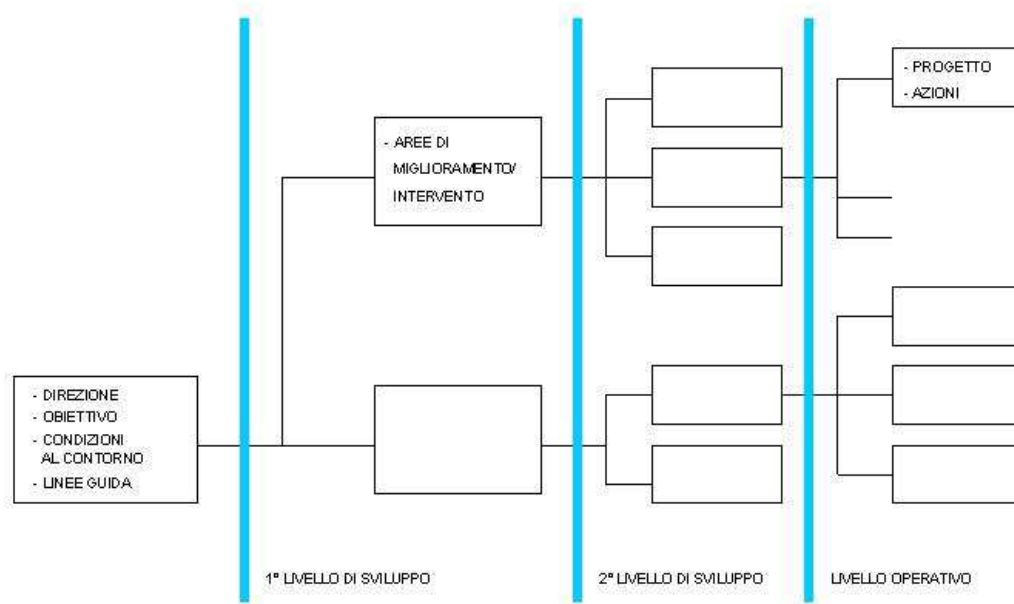 - PROGETTO
- AZIONI
- AREE DI
MIGLIORAMENTO/
INTERVENTO
- DIREZIONE
- OBIETTIVO
- CONDIZIONI
AL CONTORNO
- LINEE GUIDA
1° LIVELLO DI SVILUPPO
2° LIVELLO DI SVILUPPO
LIVELLO OPERATIVO